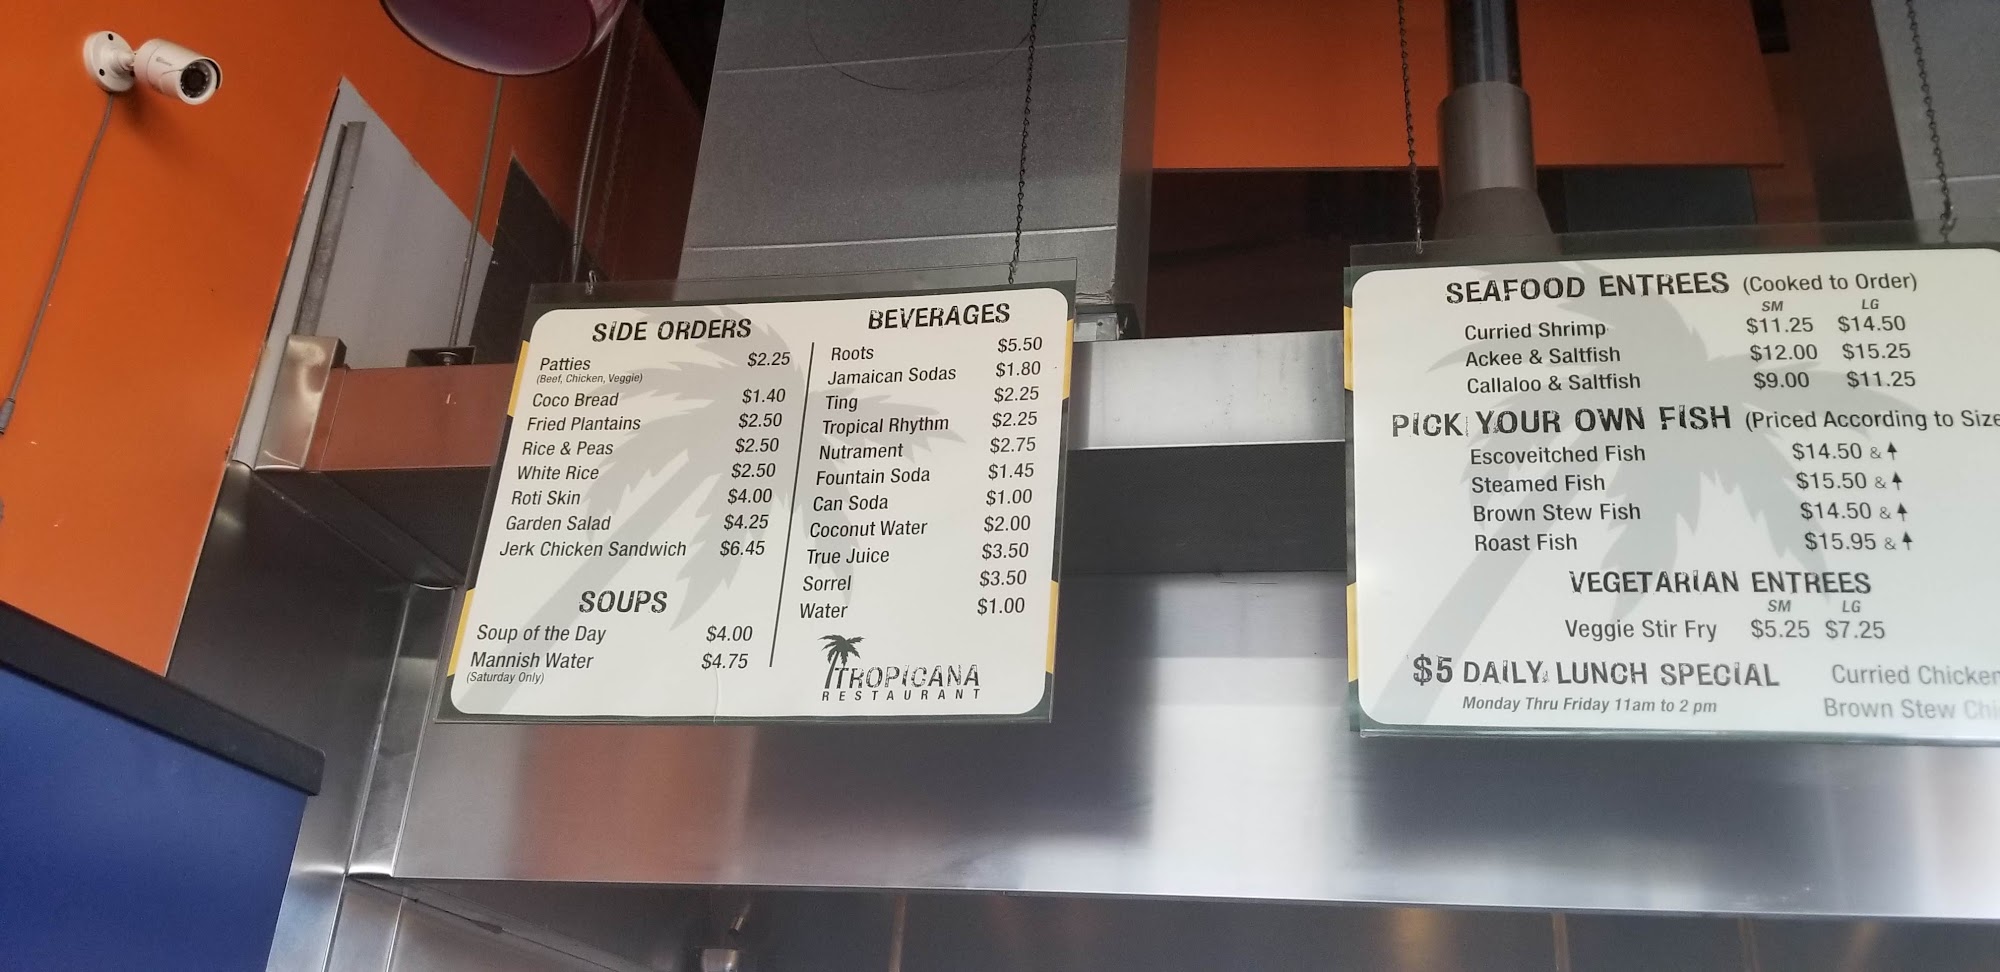 SIDE ORDERS
Patties $2.25
(Beef, Chicken, Veggie)
Coco Bread $1.40
Fried Plantains $2.50
Rice & Peas $2.50
White Rice $2.50
Roti Skin $4.00
Garden Salad $4.25
Jerk Chicken Sandwich $6.45
SOUPS
Soup of the Day $4.00
Mannish Water $4.75
(Saturday Only)
BEVERAGES
Roots $5.50
Jamaican Sodas $1.80
Ting $2.25
Tropical Rhythm $2.25
Nutrament $2.75
Fountain Soda $1.45
Can Soda $1.00
Coconut Water $2.00
True Juice $3.50
Sorrel $3.50
Water $1.00
TROPICANA
RESTAURANT
SEAFOOD ENTREES (Cooked to Order)
SM LG
Curried Shrimp $11.25 $14.50
Ackee & Saltfish $12.00 $15.25
Callaloo & Saltfish $9.00 $11.25
PICK YOUR OWN FISH (Priced According to Size
Escoveitched Fish $14.50 &
Steamed Fish $15.50 &
Brown Stew Fish $14.50 &
Roast Fish $15.95 &
VEGETARIAN ENTREES
SM LG
Veggie Stir Fry $5.25 $7.25
$5 DAILY LUNCH SPECIAL
Monday Thru Friday 11am to 2 pm
Curried Chicken
Brown Stew Chi